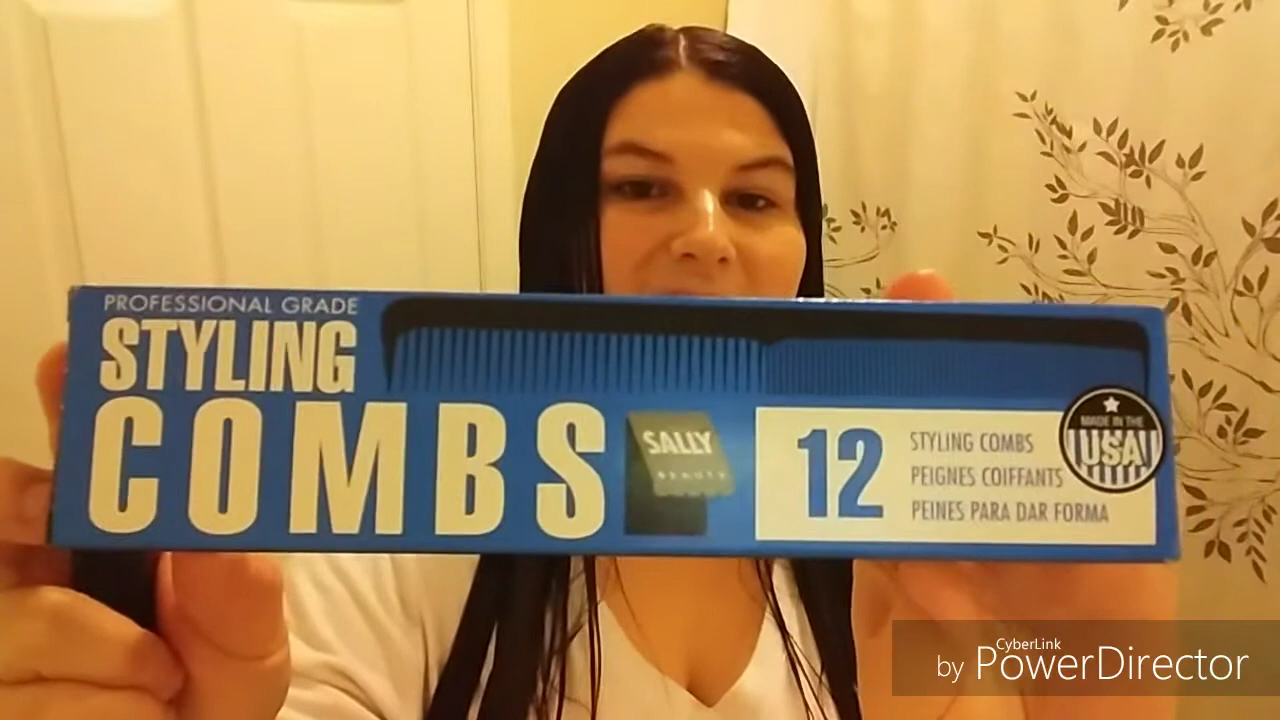 PROFESSIONAL GRADE
STYLING
COMBS
SALLY
BEAUTY
12
STYLING COMBS
PEIGNES COIFFANTS
PEINES PARA DAR FORMA
MADE IN THE
USA
CyberLink
by PowerDirector